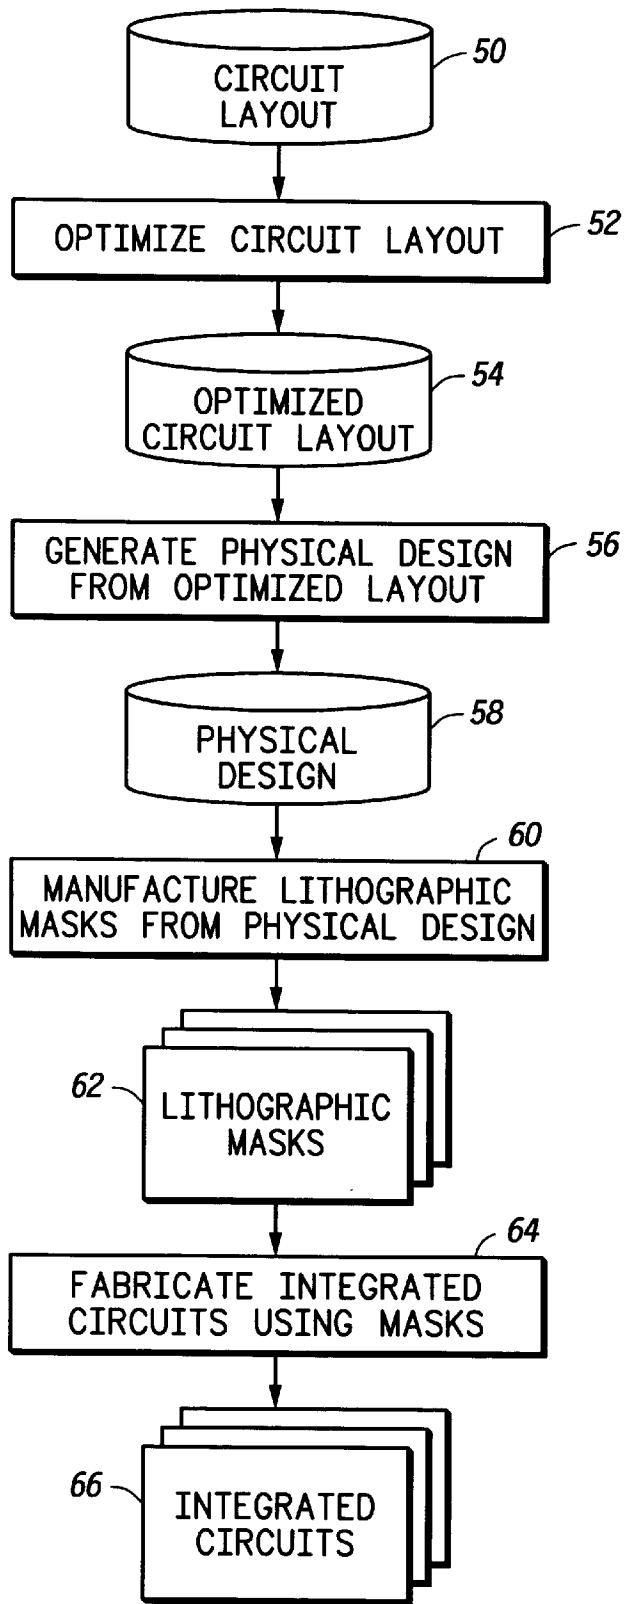 50
CIRCUIT
LAYOUT
52
OPTIMIZE CIRCUIT LAYOUT
54
OPTIMIZED
CIRCUIT LAYOUT
56
GENERATE PHYSICAL DESIGN
FROM OPTIMIZED LAYOUT
58
PHYSICAL
DESIGN
60
MANUFACTURE LITHOGRAPHIC
MASKS FROM PHYSICAL DESIGN
62
LITHOGRAPHIC
MASKS
64
FABRICATE INTEGRATED
CIRCUITS USING MASKS
66
INTEGRATED
CIRCUITS